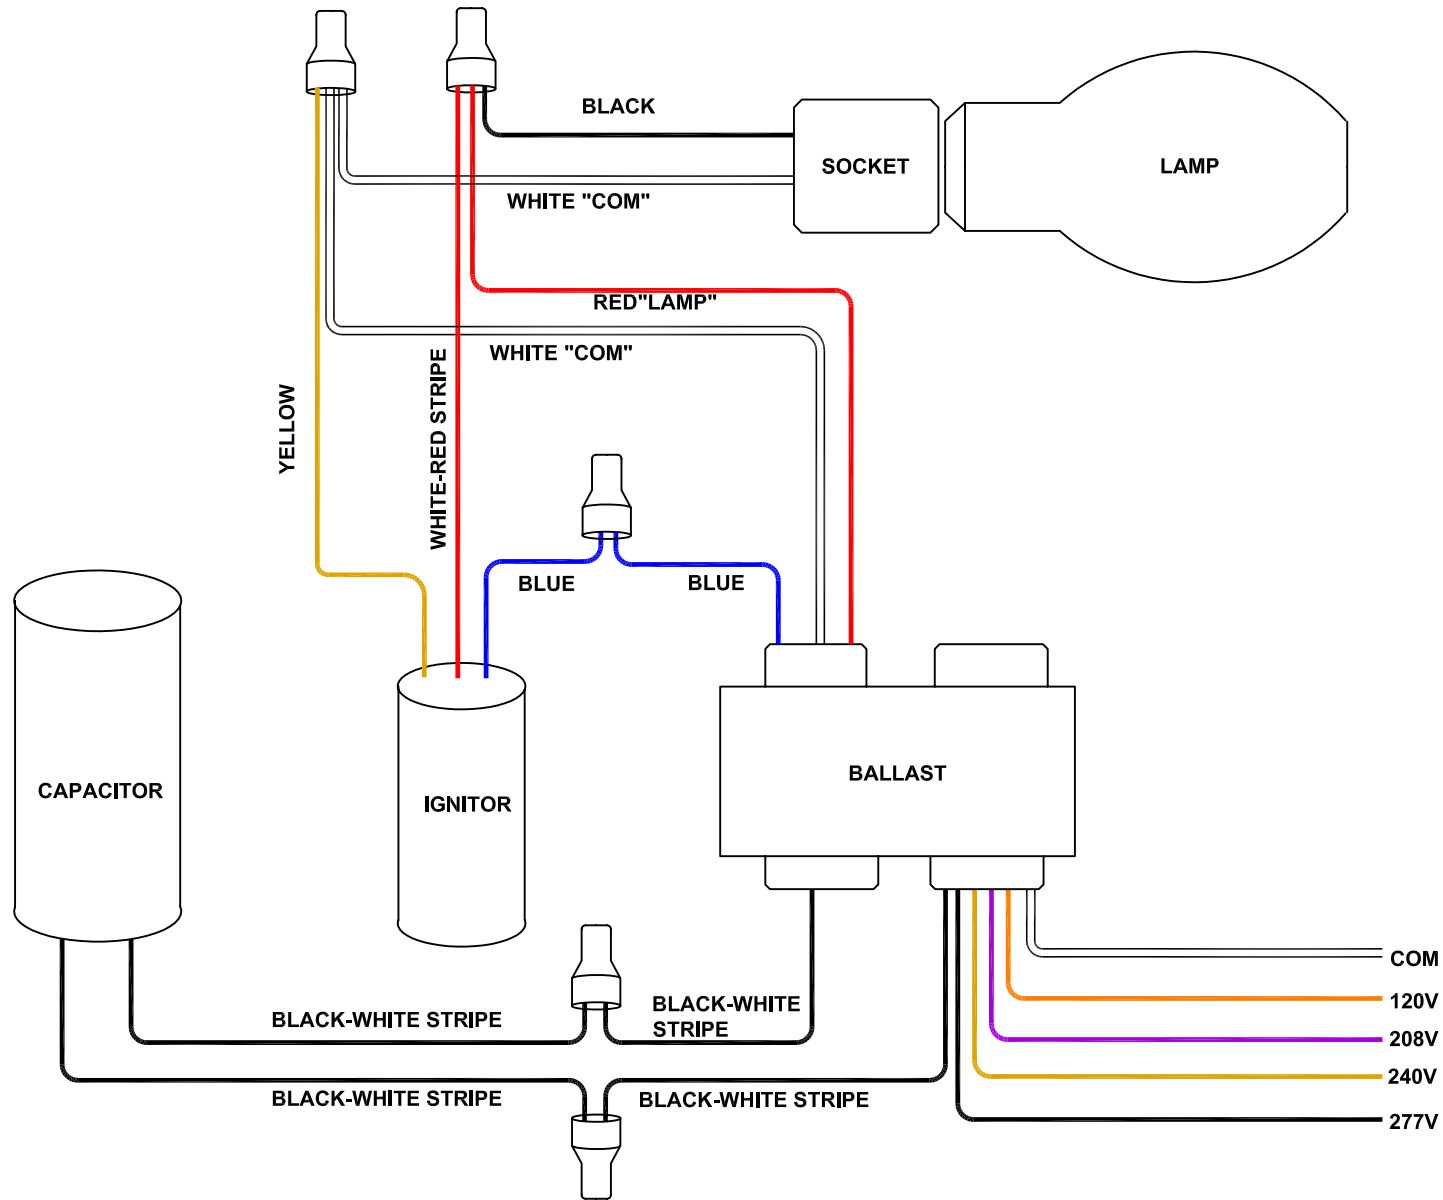 BLACK
SOCKET
LAMP
WHITE "COM"
RED"LAMP"
WHITE "COM"
YELLOW
WHITE-RED STRIPE
BLUE
BLUE
CAPACITOR
IGNITOR
BALLAST
COM
120V
208V
240V
277V
BLACK-WHITE STRIPE
BLACK-WHITE
STRIPE
BLACK-WHITE STRIPE
BLACK-WHITE STRIPE